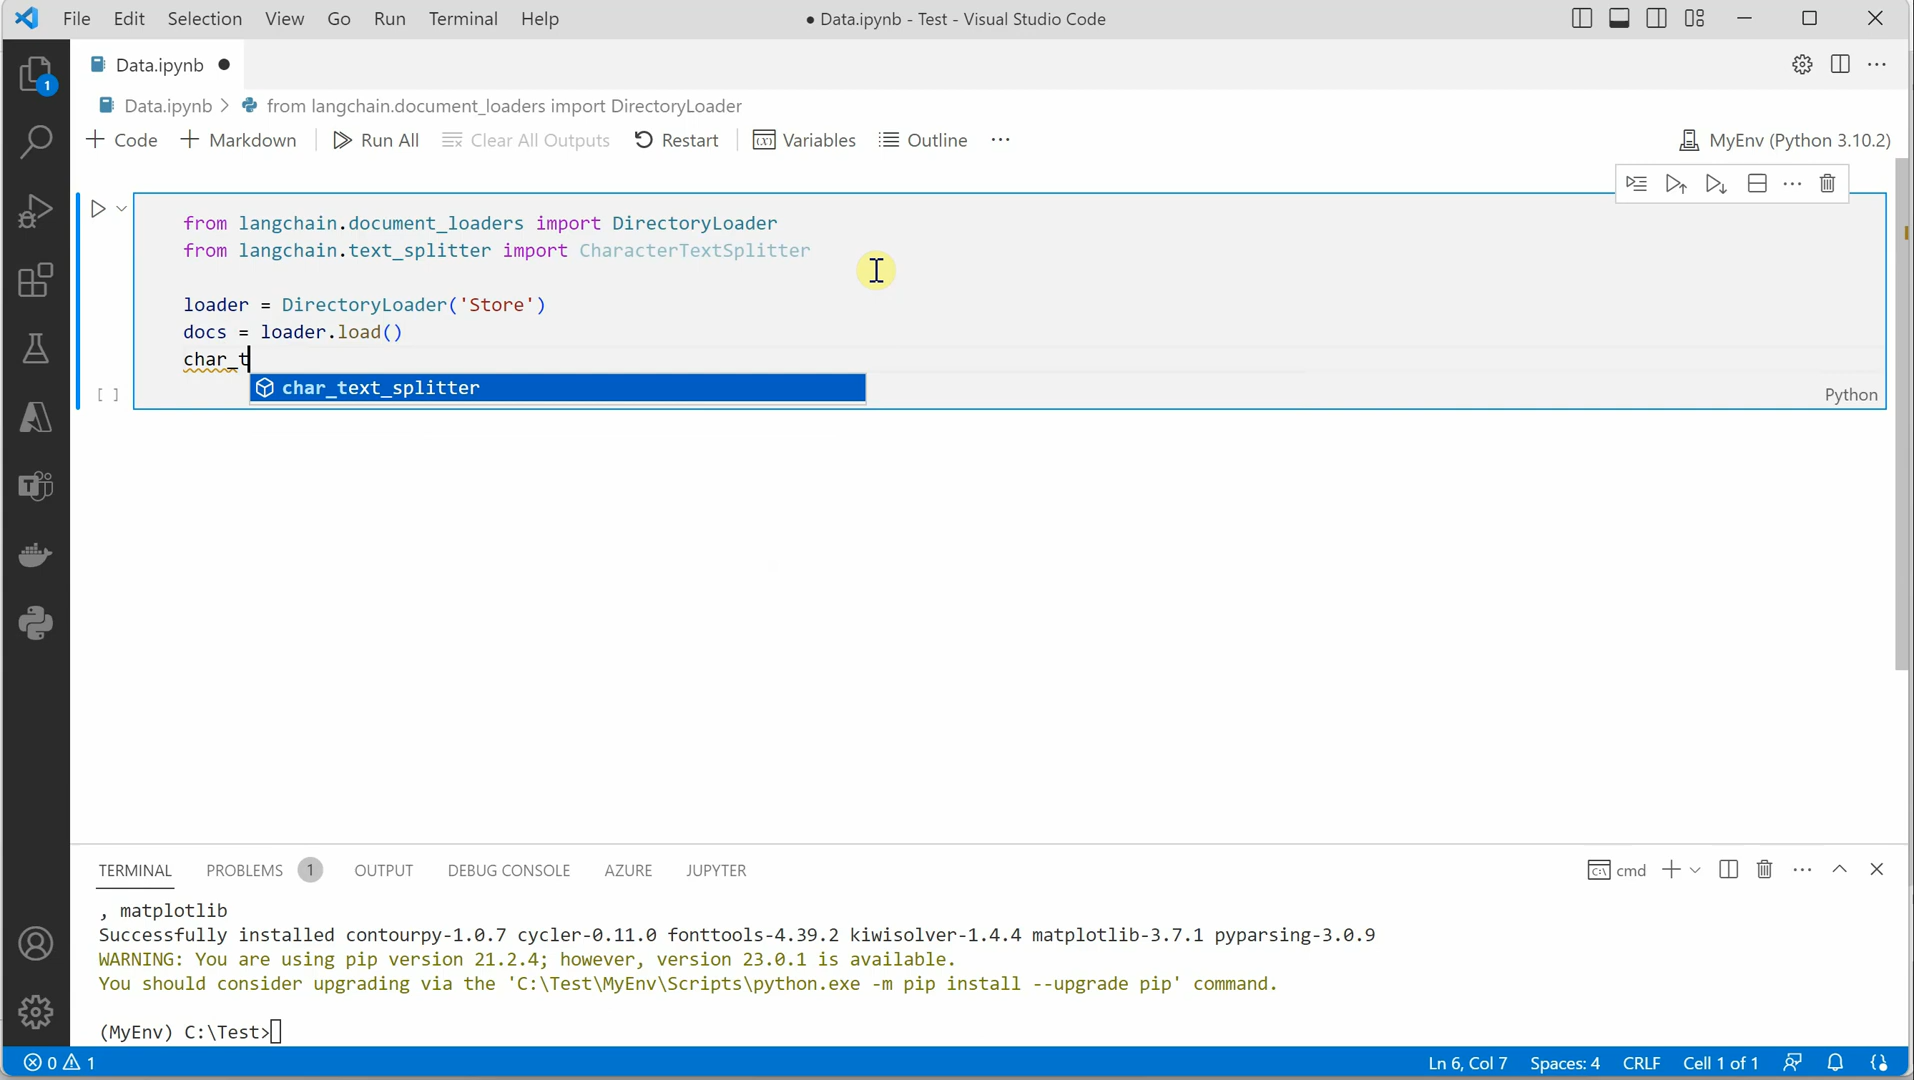 File Edit Selection View Go Run Terminal Help ● Data.ipynb - Test - Visual Studio Code
Data.ipynb ●
Data.ipynb > from langchain.document_loaders import DirectoryLoader
+ Code + Markdown Run All Clear All Outputs Restart Variables Outline ··· MyEnv (Python 3.10.2)
from langchain.document_loaders import DirectoryLoader
from langchain.text_splitter import CharacterTextSplitter
loader = DirectoryLoader('Store')
docs = loader.load()
char_t
char_text_splitter
[ ] Python
TERMINAL PROBLEMS 1 OUTPUT DEBUG CONSOLE AZURE JUPYTER cmd
, matplotlib
Successfully installed contourpy-1.0.7 cycler-0.11.0 fonttools-4.39.2 kiwisolver-1.4.4 matplotlib-3.7.1 pyparsing-3.0.9
WARNING: You are using pip version 21.2.4; however, version 23.0.1 is available.
You should consider upgrading via the 'C:\Test\MyEnv\Scripts\python.exe -m pip install --upgrade pip' command.
(MyEnv) C:\Test>
0 1 Ln 6, Col 7 Spaces: 4 CRLF Cell 1 of 1